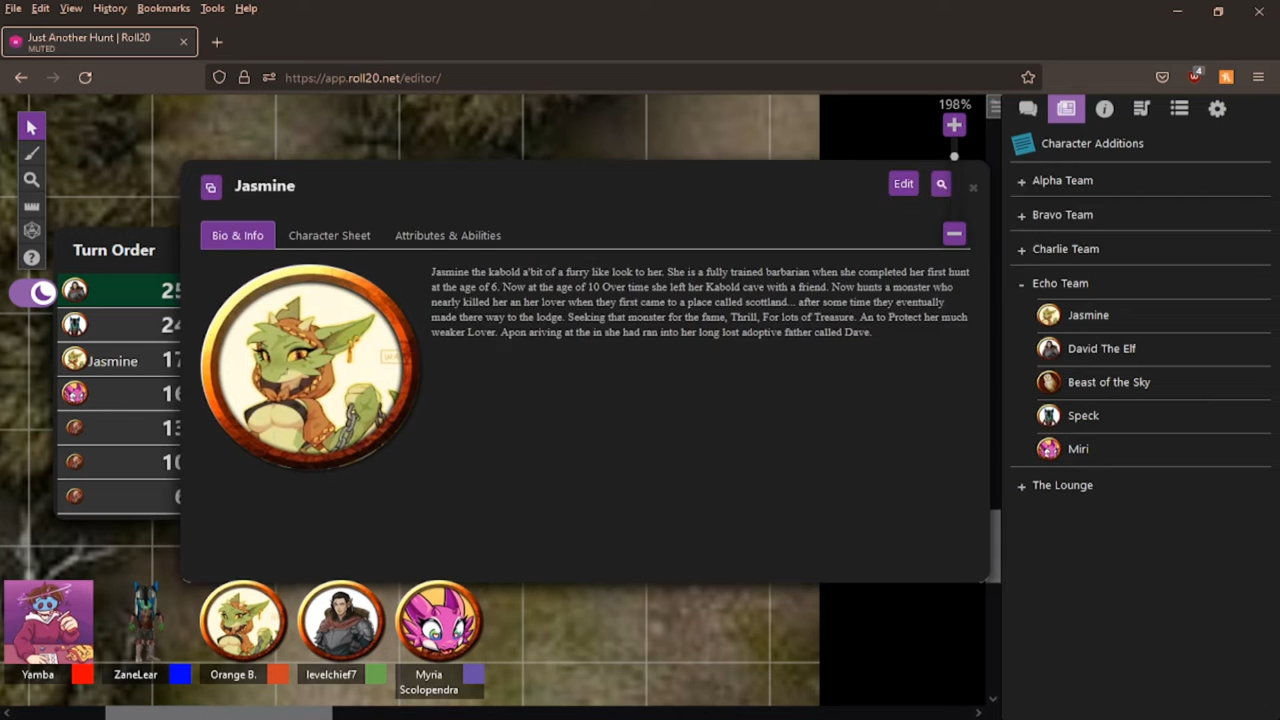 File Edit View History Bookmarks Tools Help
Just Another Hunt | Roll20
MUTED
https://app.roll20.net/editor/
4
198%
Character Additions
Alpha Team
Bravo Team
Charlie Team
Echo Team
Jasmine
David The Elf
Beast of the Sky
Speck
Miri
The Lounge
Turn Order
24
Jasmine 17
16
13
10
6
Jasmine
Edit
Bio & Info Character Sheet Attributes & Abilities
Jasmine the kabold a'bit of a furry like look to her. She is a fully trained barbarian when she completed her first hunt
at the age of 6. Now at the age of 10 Over time she left her Kabold cave with a friend. Now hunts a monster who
nearly killed her an her lover when they first came to a place called scottland... after some time they eventually
made there way to the lodge. Seeking that monster for the fame, Thrill, For lots of Treasure. An to Protect her much
weaker Lover. Apon ariving at the in she had ran into her long lost adoptive father called Dave.
Yamba
ZaneLear
Orange B.
levelchief7
Myria
Scolopendra